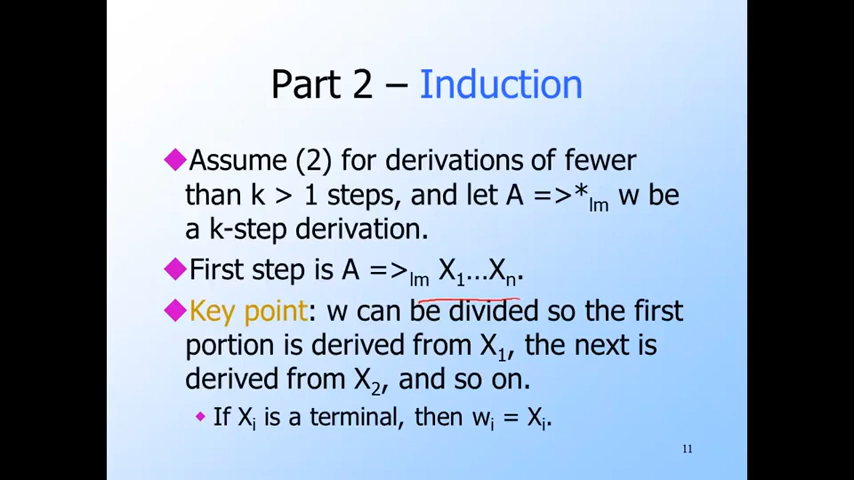 Part 2 – Induction
Assume (2) for derivations of fewer
than k > 1 steps, and let A =>*lm w be
a k-step derivation.
First step is A =>lm X1…Xn.
Key point: w can be divided so the first
portion is derived from X1, the next is
derived from X2, and so on.
If Xi is a terminal, then wi = Xi.
11